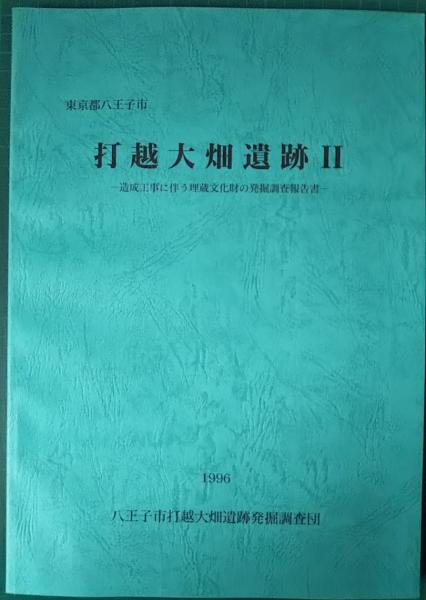 東京都八王子市
打越大畑遺跡II
―造成工事に伴う埋蔵文化財の発掘調査報告書―
1996
八王子市打越大畑遺跡発掘調査団